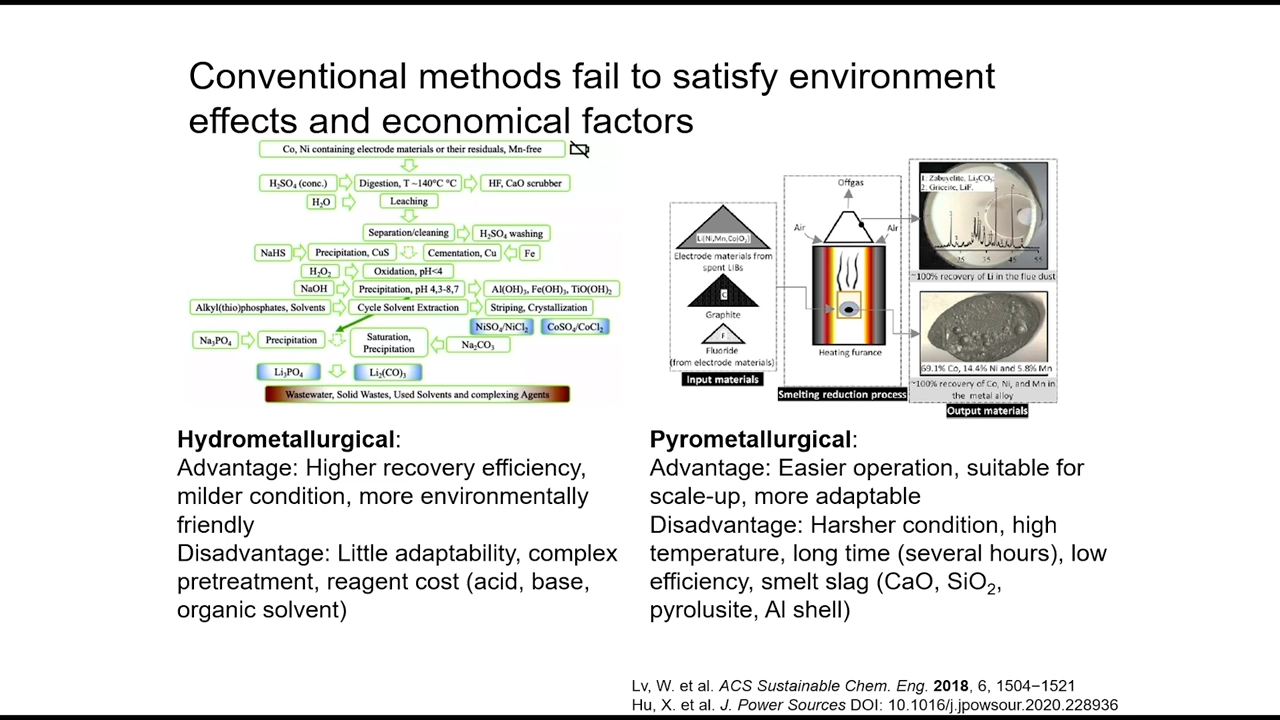 Conventional methods fail to satisfy environment
effects and economical factors
Co, Ni containing electrode materials or their residuals, Mn-free
H₂SO₄ (conc.)
Digestion, T ~140°C °C
HF, CaO scrubber
H₂O
Leaching
Separation/cleaning
H₂SO₄ washing
NaHS
Precipitation, CuS
Cementation, Cu
Fe
H₂O₂
Oxidation, pH<4
NaOH
Precipitation, pH 4,3-8,7
Al(OH)₃, Fe(OH)₃, TiO(OH)₂
Alkyl(thio)phosphates, Solvents
Cycle Solvent Extraction
Striping, Crystallization
NiSO₄/NiCl₂
CoSO₄/CoCl₂
Na₃PO₄
Precipitation
Saturation,
Precipitation
Na₂CO₃
Li₃PO₄
Li₂(CO)₃
Wastewater, Solid Wastes, Used Solvents and complexing Agents
Li(Ni,Mn,Co)O₂
Electrode materials from
spent LIBs
C
Graphite
F
Fluoride
(from electrode materials)
Input materials
Offgas
Air
Air
Heating furance
Smelting reduction process
1: Zabuyelite, Li₂CO₃;
2: Griceite, LiF.
15 25 35 45 55
~100% recovery of Li in the flue dust
69.1% Co, 14.4% Ni and 5.8% Mn
~100% recovery of Co, Ni, and Mn in
the metal alloy
Output materials
Hydrometallurgical:
Advantage: Higher recovery efficiency,
milder condition, more environmentally
friendly
Disadvantage: Little adaptability, complex
pretreatment, reagent cost (acid, base,
organic solvent)
Pyrometallurgical:
Advantage: Easier operation, suitable for
scale-up, more adaptable
Disadvantage: Harsher condition, high
temperature, long time (several hours), low
efficiency, smelt slag (CaO, SiO₂,
pyrolusite, Al shell)
Lv, W. et al. ACS Sustainable Chem. Eng. 2018, 6, 1504−1521
Hu, X. et al. J. Power Sources DOI: 10.1016/j.jpowsour.2020.228936